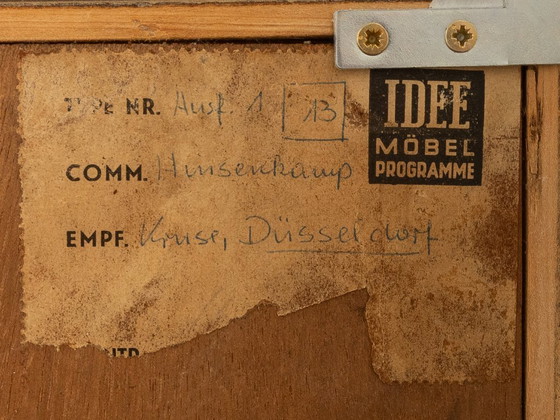 TYPE NR. Ausf. 1 13
COMM. Hinsenkamp
EMPF. Kruse, Düsseldorf
IDEE
MÖBEL
PROGRAMME